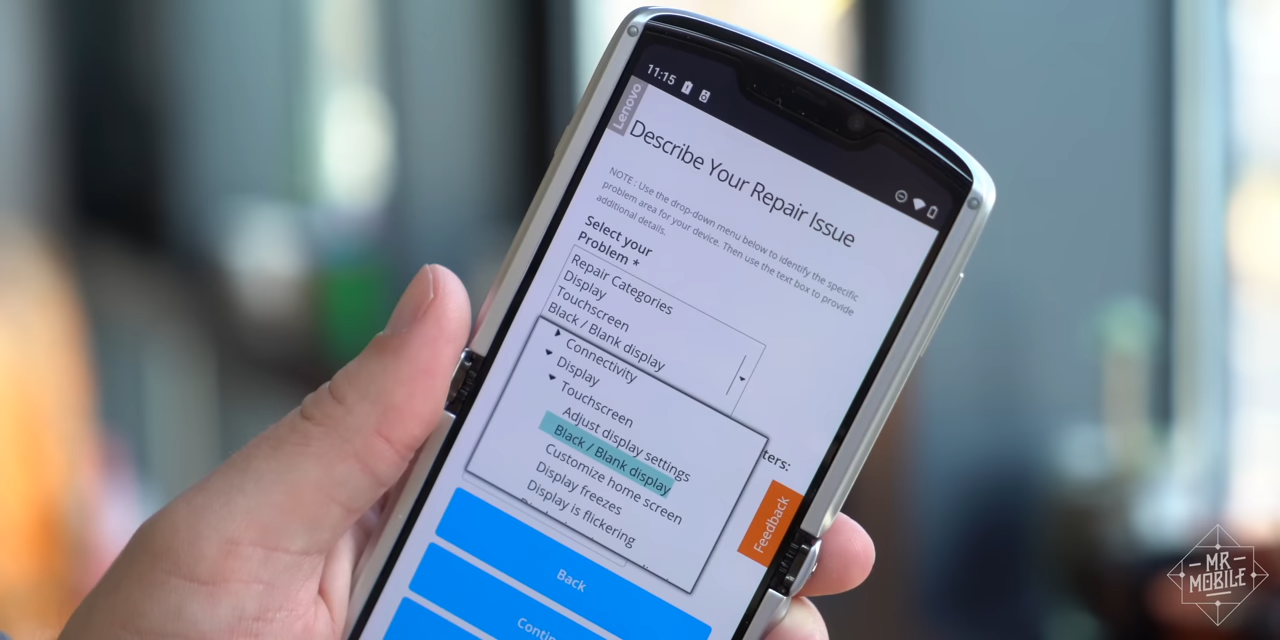 11:15
Lenovo
Describe Your Repair Issue
NOTE : Use the drop-down menu below to identify the specific
problem area for your device. Then use the text box to provide
additional details.
Select your
Problem *
Repair Categories
Display
Touchscreen
Black / Blank display
Connectivity
Display
Touchscreen
Adjust display settings
Black / Blank display
Customize home screen
Display freezes
Display is flickering
ters:
Feedback
Back
Contin
MR
MOBILE